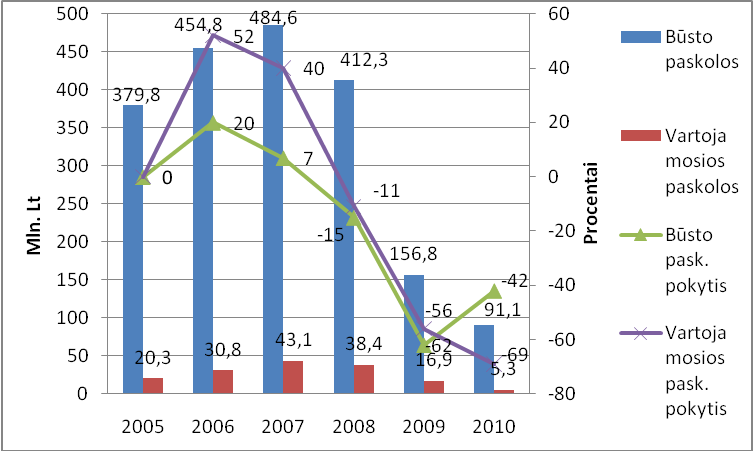 500
450
400
350
300
250
200
150
100
50
0
Mln. Lt
379,8
454,8
484,6
412,3
156,8
91,1
20,3
30,8
43,1
38,4
16,9
5,3
0
20
7
-15
-62
-42
52
40
-11
-56
-69
60
40
20
0
-20
-40
-60
-80
Procentai
2005 2006 2007 2008 2009 2010
Būsto
paskolos
Vartoja
mosios
paskolos
Būsto
pask.
pokytis
Vartoja
mosios
pask.
pokytis